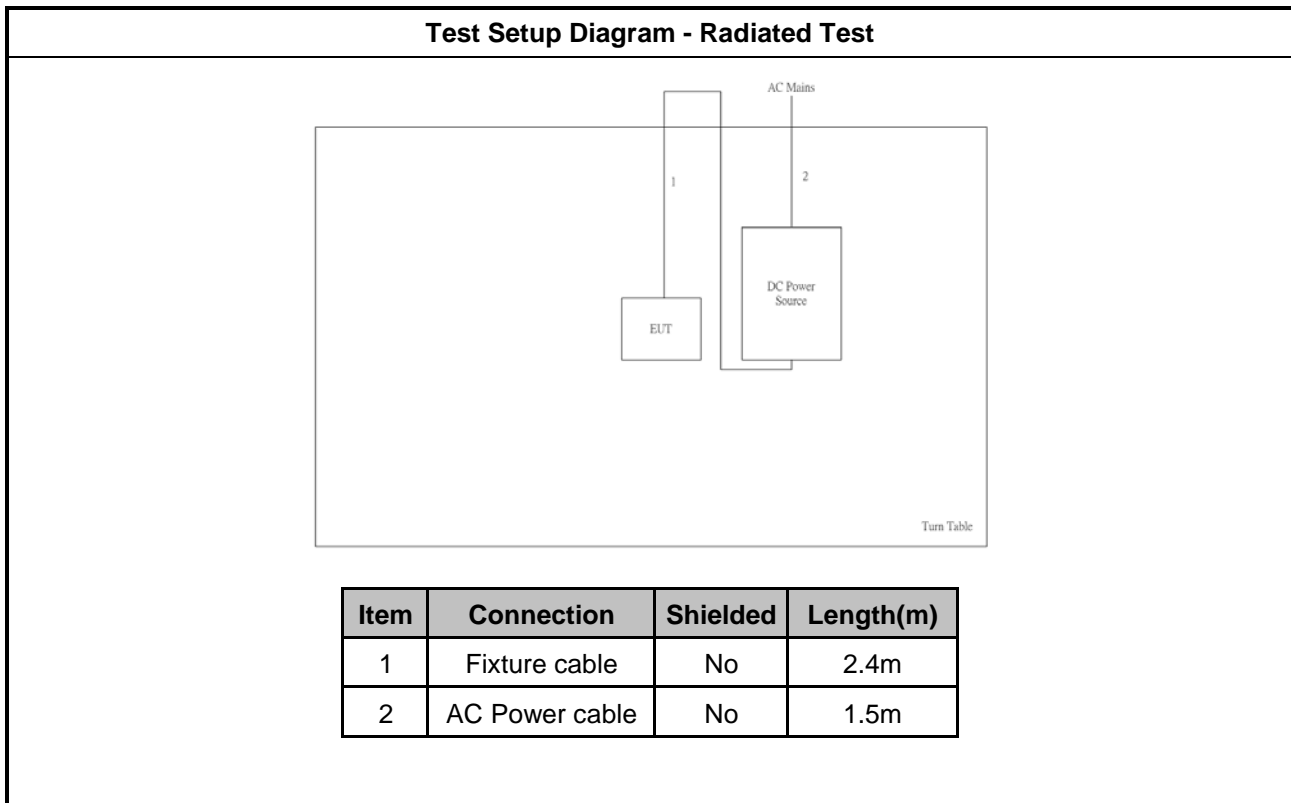 Test Setup Diagram - Radiated Test
AC Mains
1
2
DC Power
Source
EUT
Turn Table
Item Connection Shielded Length(m)
1 Fixture cable No 2.4m
2 AC Power cable No 1.5m